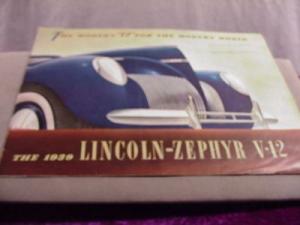 THE MODERN 12 FOR THE MODERN WORLD
THE 1939 LINCOLN-ZEPHYR V-12